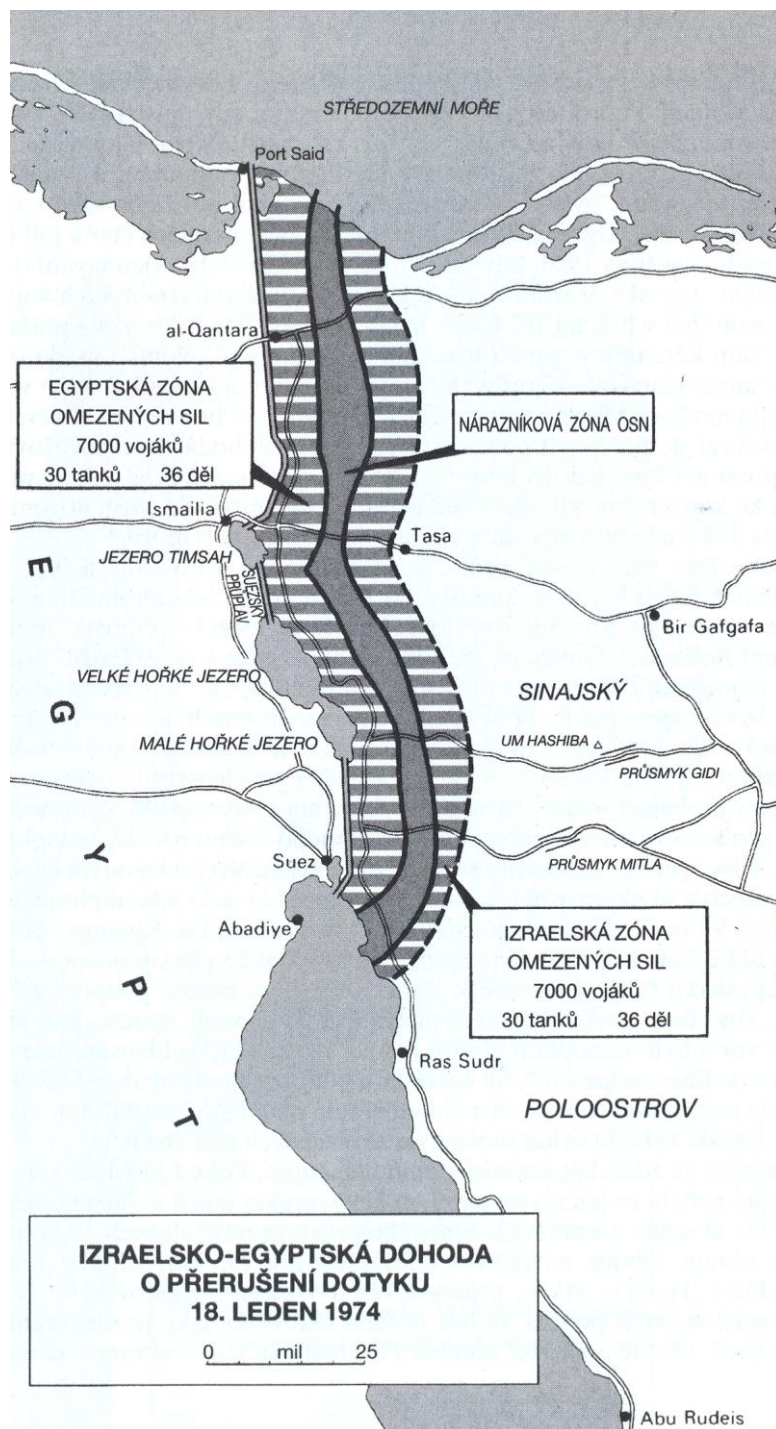 STŘEDOZEMNÍ MOŘE
Port Said
al-Qantara
EGYPTSKÁ ZÓNA
OMEZENÝCH SIL
7000 vojáků
30 tanků 36 děl
NÁRAZNÍKOVÁ ZÓNA OSN
Ismailia
JEZERO TIMSAH
Tasa
SUEZSKÝ
PRŮPLAV
Bir Gafgafa
VELKÉ HOŘKÉ JEZERO
SINAJSKÝ
MALÉ HOŘKÉ JEZERO
UM HASHIBA
PRŮSMYK GIDI
Suez
PRŮSMYK MITLA
Abadiye
IZRAELSKÁ ZÓNA
OMEZENÝCH SIL
7000 vojáků
30 tanků 36 děl
Ras Sudr
POLOOSTROV
EGYPT
IZRAELSKO-EGYPTSKÁ DOHODA
O PŘERUŠENÍ DOTYKU
18. LEDEN 1974
0 mil 25
Abu Rudeis